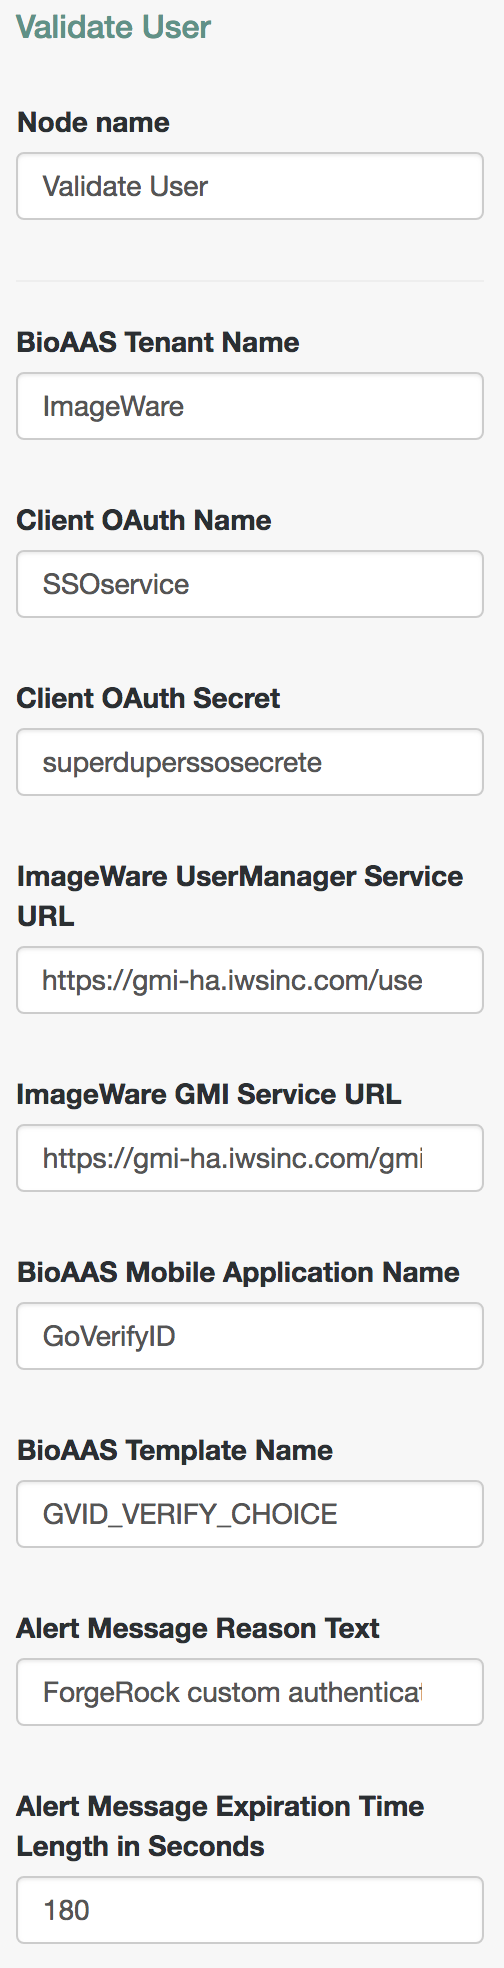 Validate User
Node name
Validate User
BioAAS Tenant Name
ImageWare
Client OAuth Name
SSOservice
Client OAuth Secret
superduperssosecrete
ImageWare UserManager Service
URL
https://gmi-ha.iwsinc.com/use
ImageWare GMI Service URL
https://gmi-ha.iwsinc.com/gmi
BioAAS Mobile Application Name
GoVerifyID
BioAAS Template Name
GVID_VERIFY_CHOICE
Alert Message Reason Text
ForgeRock custom authenticat
Alert Message Expiration Time
Length in Seconds
180